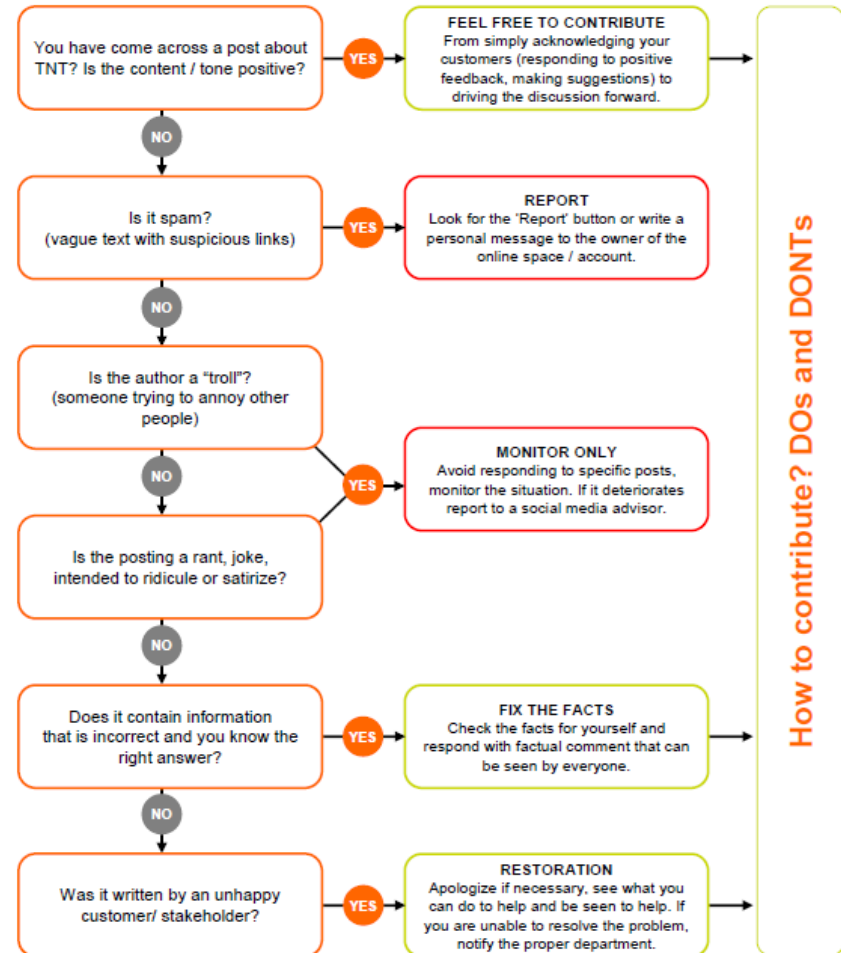 You have come across a post about
TNT? Is the content / tone positive?
YES
FEEL FREE TO CONTRIBUTE
From simply acknowledging your
customers (responding to positive
feedback, making suggestions) to
driving the discussion forward.
NO
Is it spam?
(vague text with suspicious links)
YES
REPORT
Look for the 'Report' button or write a
personal message to the owner of the
online space / account.
NO
Is the author a “troll”?
(someone trying to annoy other
people)
NO
YES
MONITOR ONLY
Avoid responding to specific posts,
monitor the situation. If it deteriorates
report to a social media advisor.
Is the posting a rant, joke,
intended to ridicule or satirize?
NO
Does it contain information
that is incorrect and you know the
right answer?
YES
FIX THE FACTS
Check the facts for yourself and
respond with factual comment that can
be seen by everyone.
NO
Was it written by an unhappy
customer/ stakeholder?
YES
RESTORATION
Apologize if necessary, see what you
can do to help and be seen to help. If
you are unable to resolve the problem,
notify the proper department.
How to contribute? DOs and DONTs